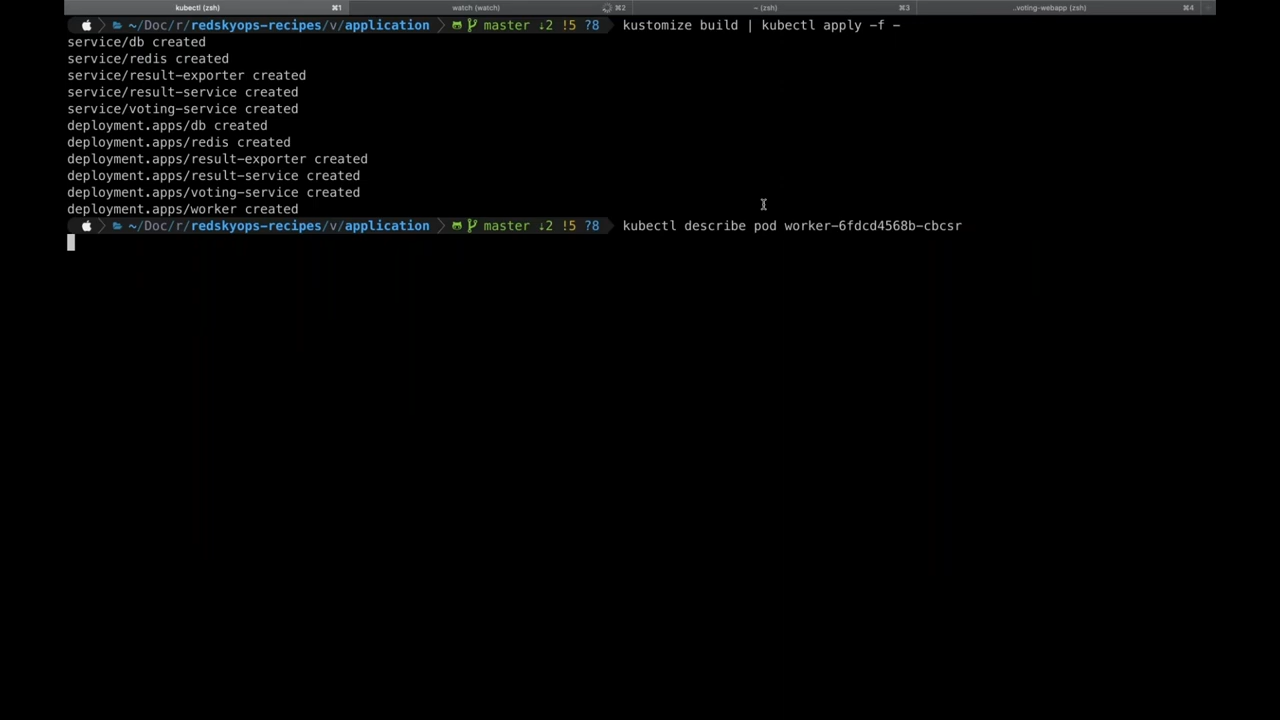 kubectl (zsh) ⌘1 watch (watch) ⌘2 ~ (zsh) ⌘3 ..voting-webapp (zsh) ⌘4
~/Doc/r/redskyops-recipes/v/application master ↓2 !5 ?8 kustomize build | kubectl apply -f -
service/db created
service/redis created
service/result-exporter created
service/result-service created
service/voting-service created
deployment.apps/db created
deployment.apps/redis created
deployment.apps/result-exporter created
deployment.apps/result-service created
deployment.apps/voting-service created
deployment.apps/worker created
~/Doc/r/redskyops-recipes/v/application master ↓2 !5 ?8 kubectl describe pod worker-6fdcd4568b-cbcsr